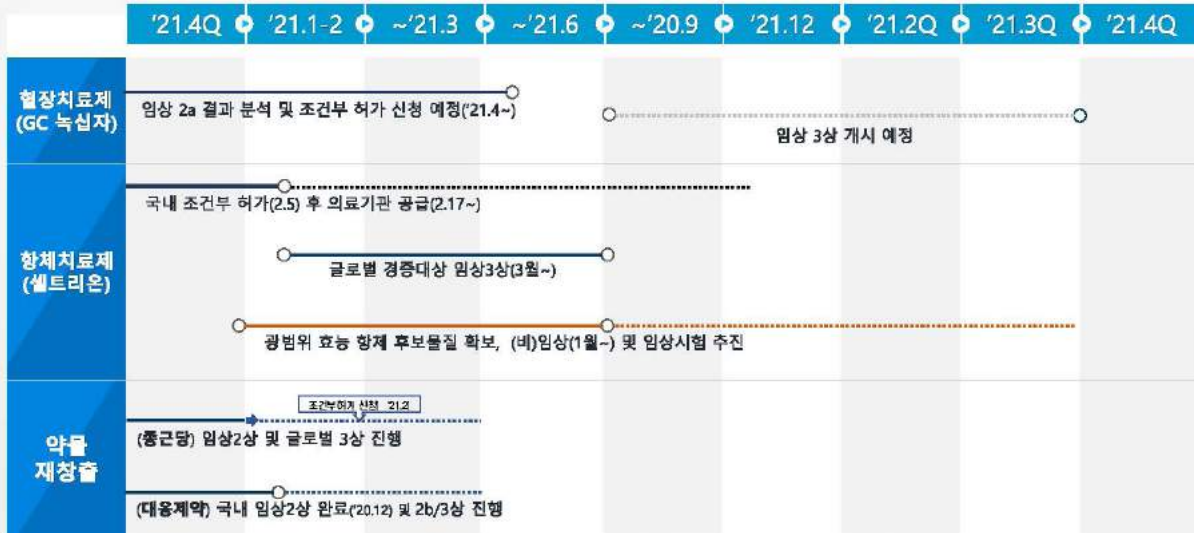 '21.4Q '21.1-2 ~'21.3 ~'21.6 ~'20.9 '21.12 '21.2Q '21.3Q '21.4Q
혈장치료제
(GC 녹십자)
임상 2a 결과 분석 및 조건부 허가 신청 예정('21.4~)
임상 3상 개시 예정
항체치료제
(셀트리온)
국내 조건부 허가(2.5) 후 의료기관 공급(2.17~)
글로벌 경증대상 임상3상(3월~)
광범위 효능 항체 후보물질 확보, (비)임상(1월~) 및 임상시험 추진
약물
재창출
조건부허가 신청 '21.3
(종근당) 임상2상 및 글로벌 3상 진행
(대웅제약) 국내 임상2상 완료('20.12) 및 2b/3상 진행